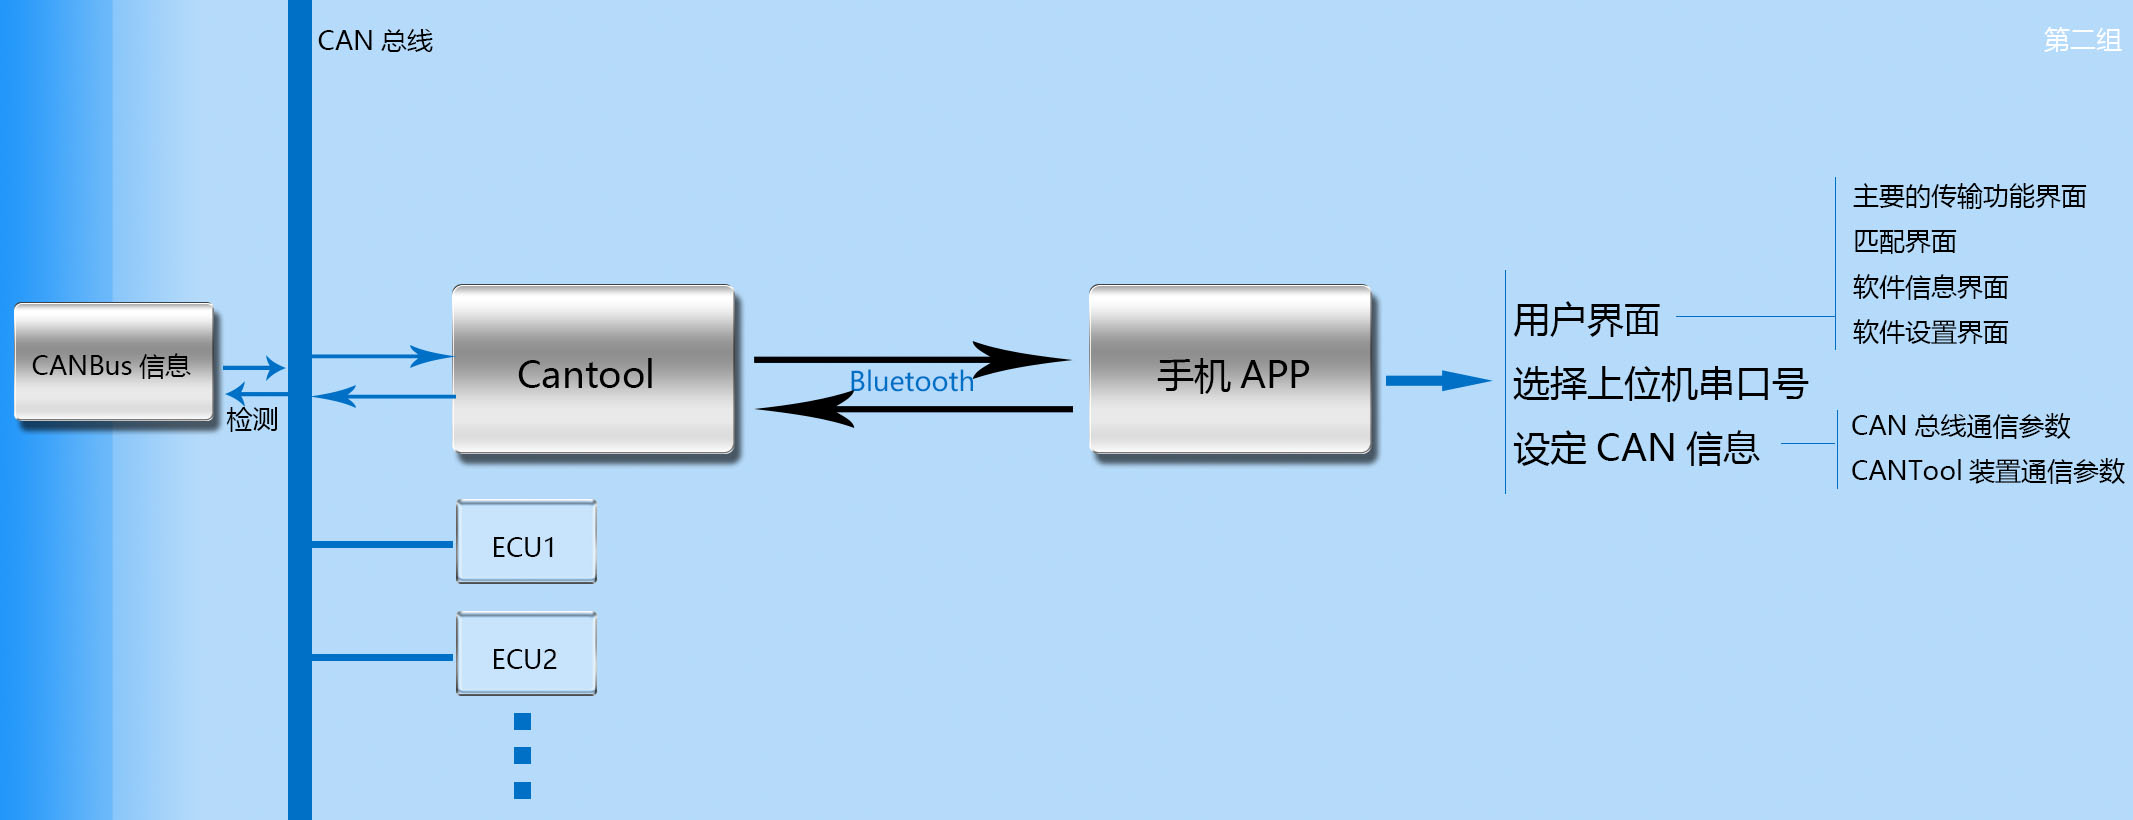 CAN 总线
第二组
CANBus 信息
检测
Cantool
Bluetooth
手机 APP
用户界面
主要的传输功能界面
匹配界面
软件信息界面
软件设置界面
选择上位机串口号
设定 CAN 信息
CAN 总线通信参数
CANTool 装置通信参数
ECU1
ECU2